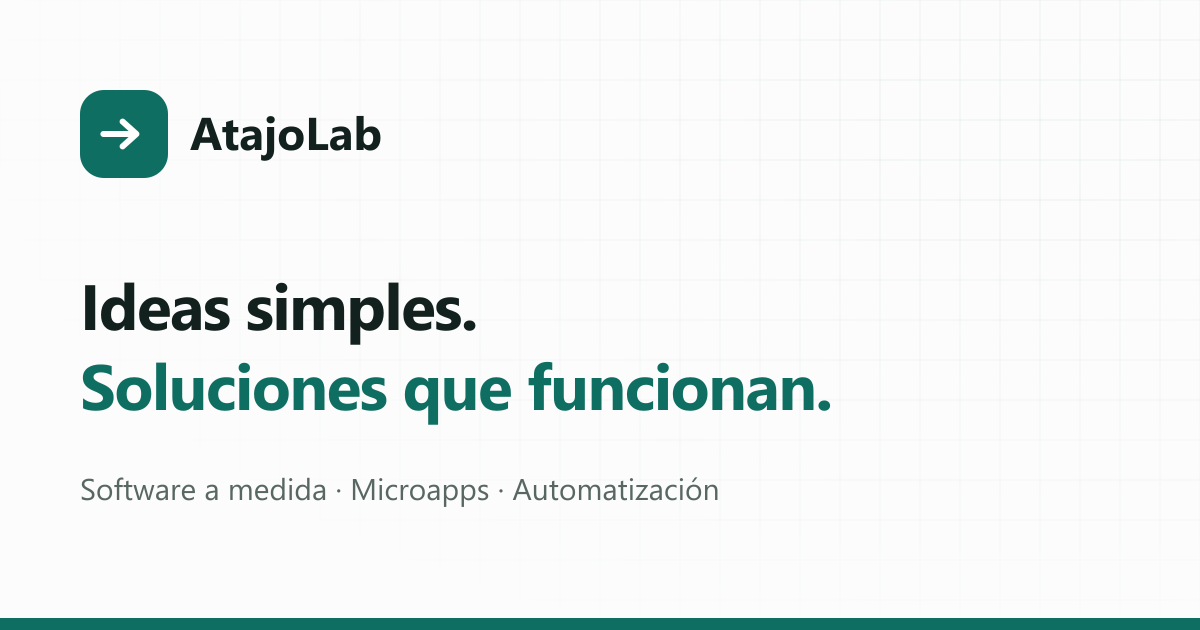 AtajoLab
Ideas simples.
Soluciones que funcionan.
Software a medida · Microapps · Automatización